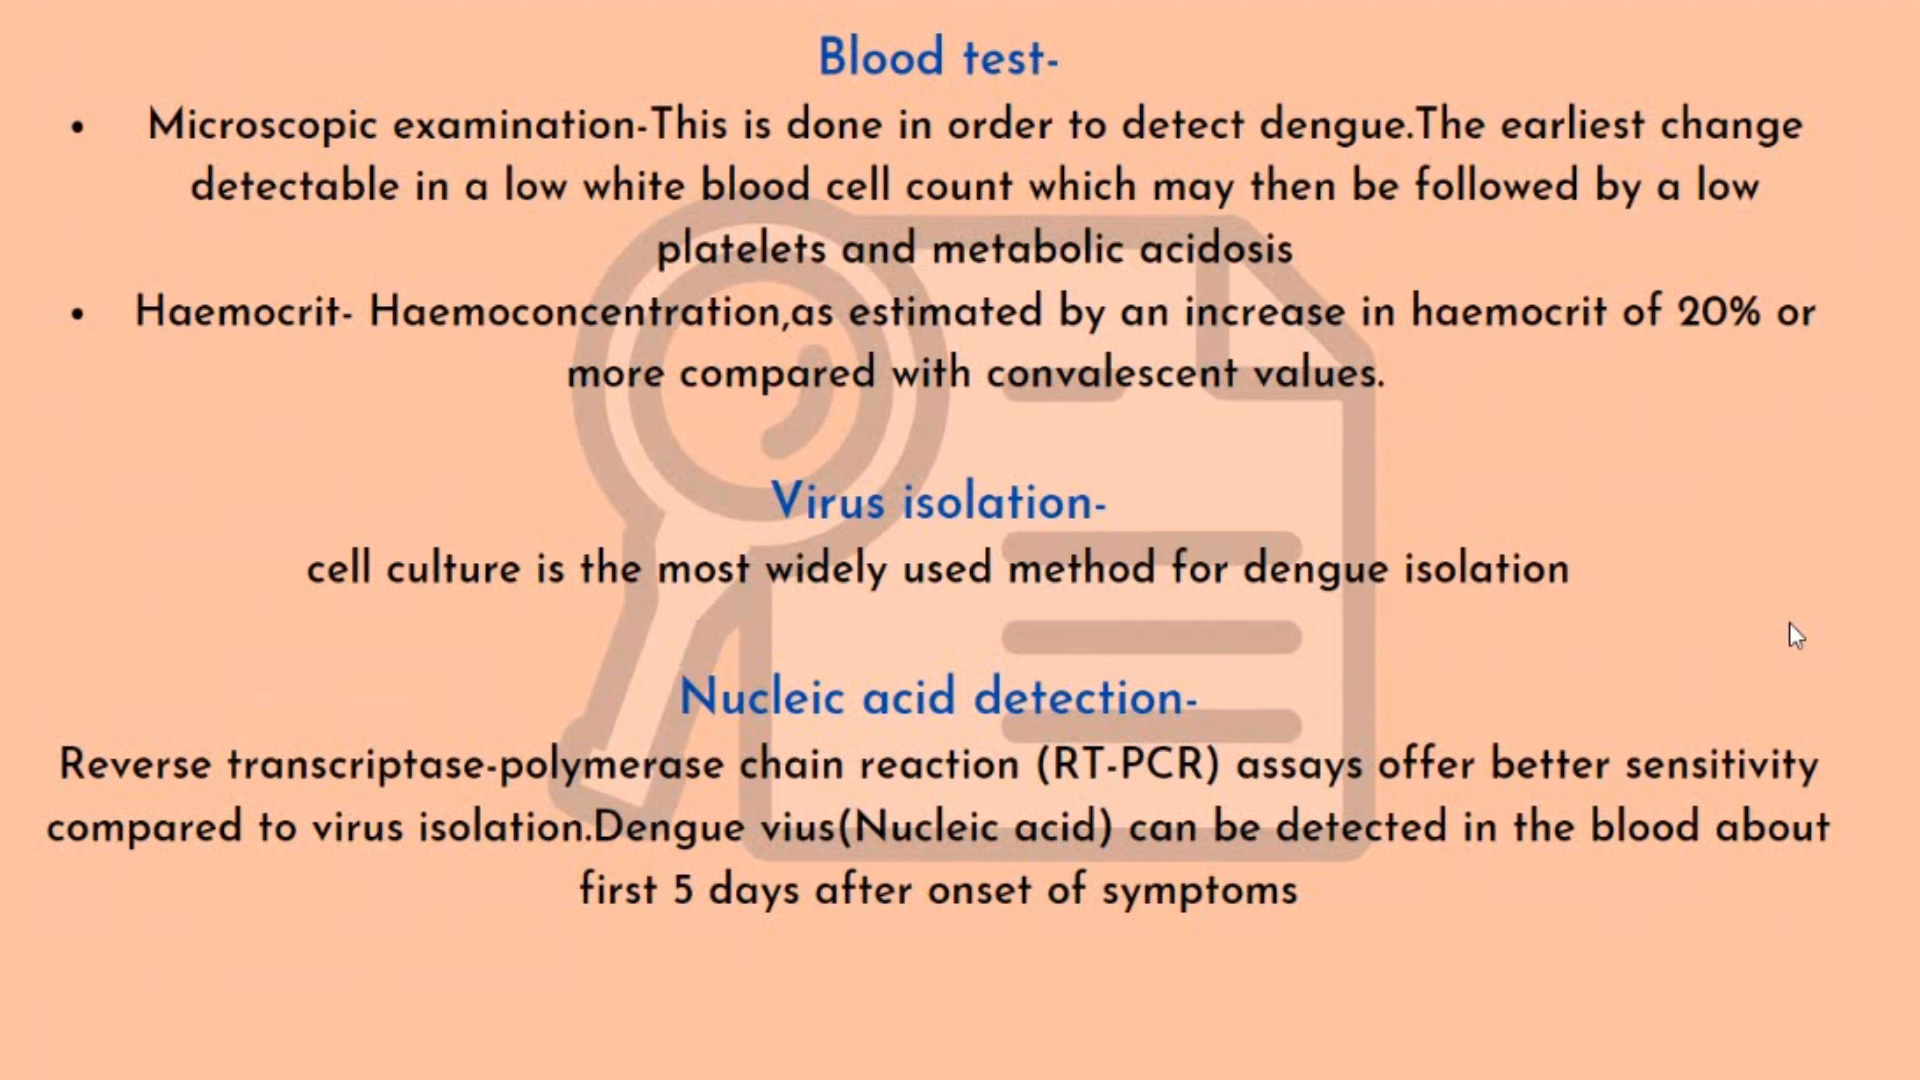 Blood test-
• Microscopic examination-This is done in order to detect dengue.The earliest change
detectable in a low white blood cell count which may then be followed by a low
platelets and metabolic acidosis
• Haemocrit- Haemoconcentration,as estimated by an increase in haemocrit of 20% or
more compared with convalescent values.
Virus isolation-
cell culture is the most widely used method for dengue isolation
Nucleic acid detection-
Reverse transcriptase-polymerase chain reaction (RT-PCR) assays offer better sensitivity
compared to virus isolation.Dengue vius(Nucleic acid) can be detected in the blood about
first 5 days after onset of symptoms